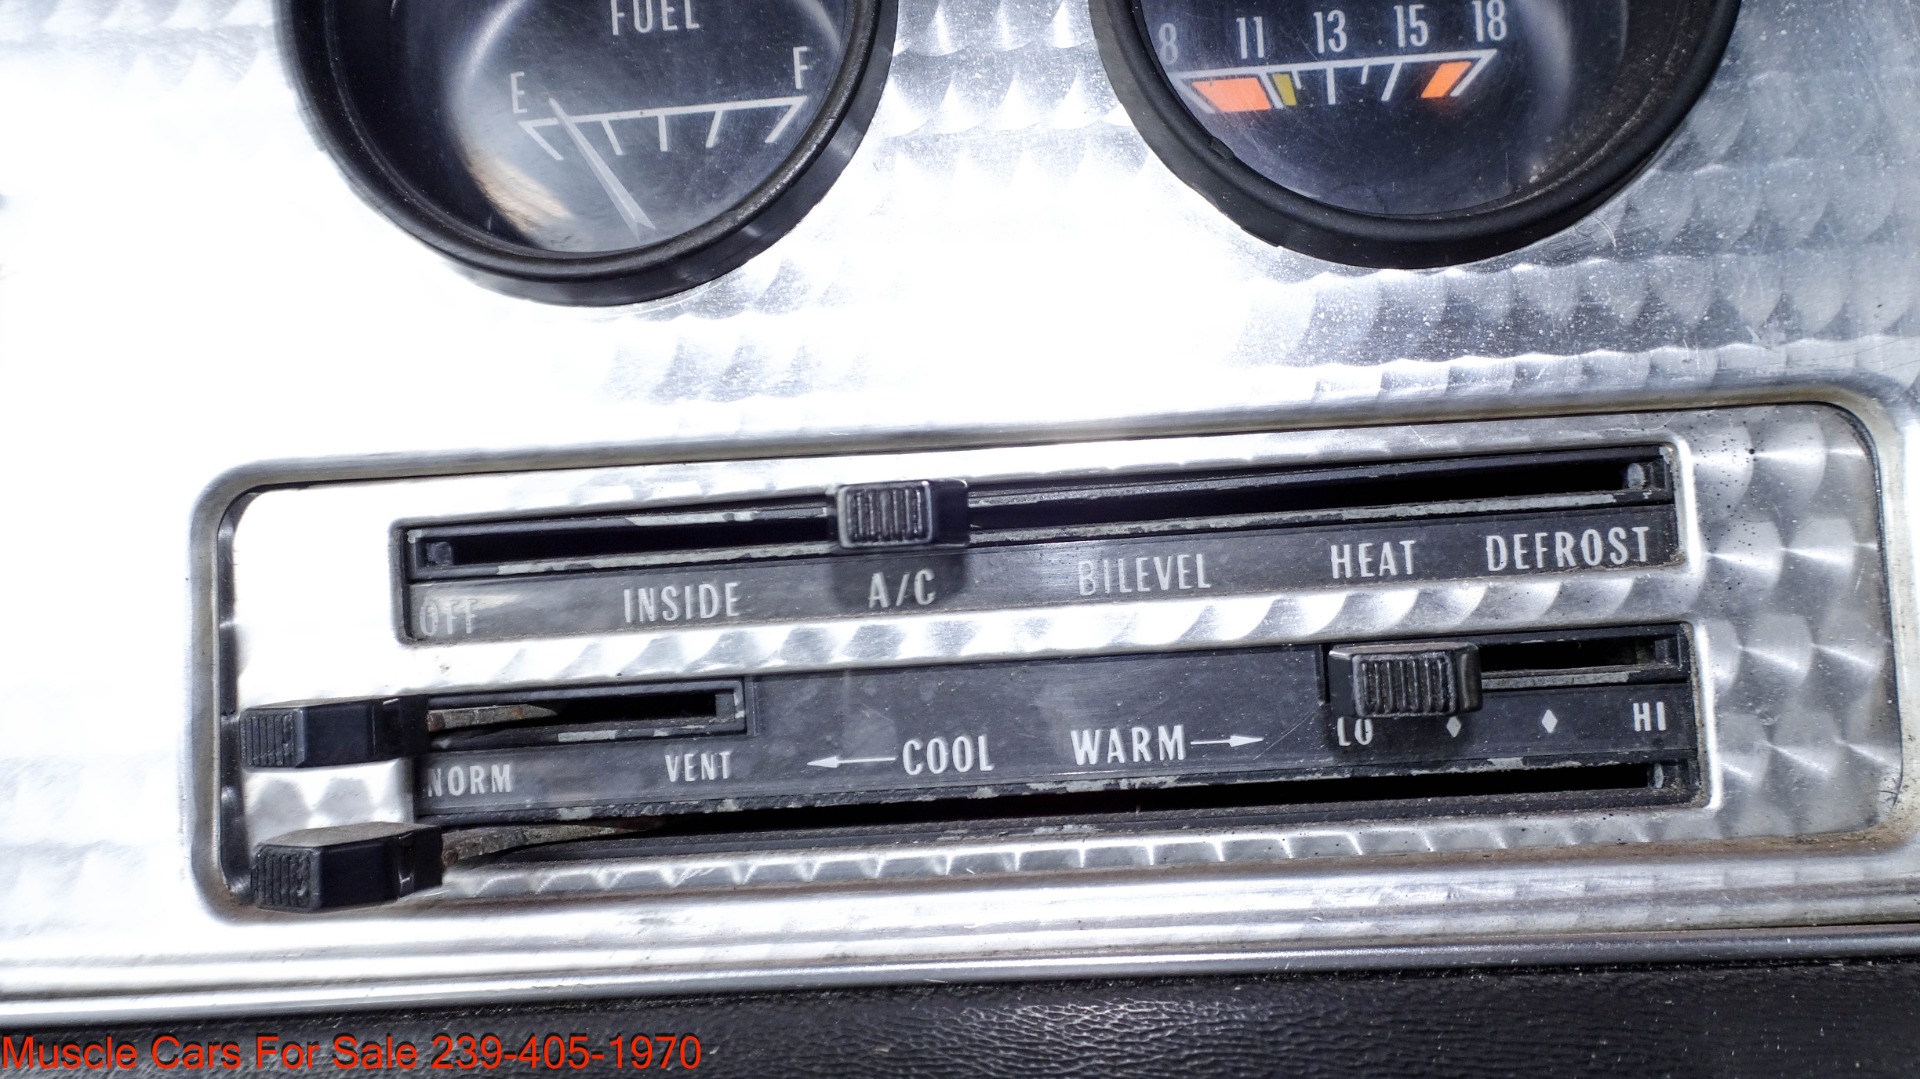 FUEL
E F
8 11 13 15 18
OFF INSIDE A/C BILEVEL HEAT DEFROST
NORM VENT ←COOL WARM→ LO ♦ ♦ HI
Muscle Cars For Sale 239-405-1970